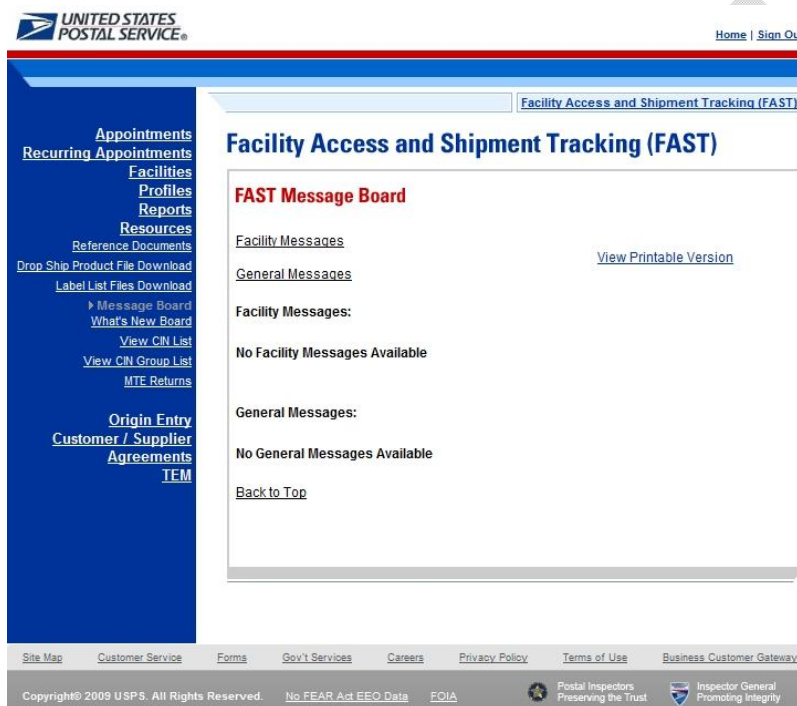 UNITED STATES
POSTAL SERVICE®
Home | Sign Ou
Facility Access and Shipment Tracking (FAST)
Appointments
Recurring Appointments
Facilities
Profiles
Reports
Resources
Reference Documents
Drop Ship Product File Download
Label List Files Download
Message Board
What's New Board
View CIN List
View CIN Group List
MTE Returns
Origin Entry
Customer / Supplier
Agreements
TEM
Facility Access and Shipment Tracking (FAST)
FAST Message Board
Facility Messages
View Printable Version
General Messages
Facility Messages:
No Facility Messages Available
General Messages:
No General Messages Available
Back to Top
Site Map Customer Service Forms Gov't Services Careers Privacy Policy Terms of Use Business Customer Gateway
Copyright© 2009 USPS. All Rights Reserved. No FEAR Act EEO Data FOIA
Postal Inspectors
Preserving the Trust
Inspector General
Promoting Integrity